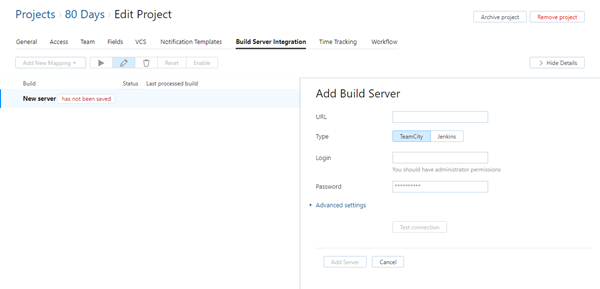 Projects > 80 Days > Edit Project
Archive project
Remove project
General Access Team Fields VCS Notification Templates Build Server Integration Time Tracking Workflow
Add New Mapping
Reset
Enable
Hide Details
Build Status Last processed build
New server has not been saved
Add Build Server
URL
Type TeamCity Jenkins
Login
You should have administrator permissions
Password **********
Advanced settings
Test connection
Add Server Cancel